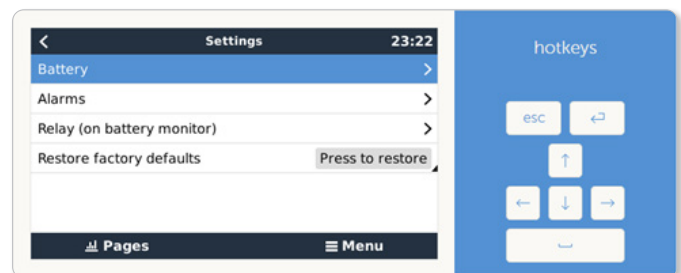 Settings 23:22
Battery
Alarms
Relay (on battery monitor)
Restore factory defaults Press to restore
Pages Menu
hotkeys
esc